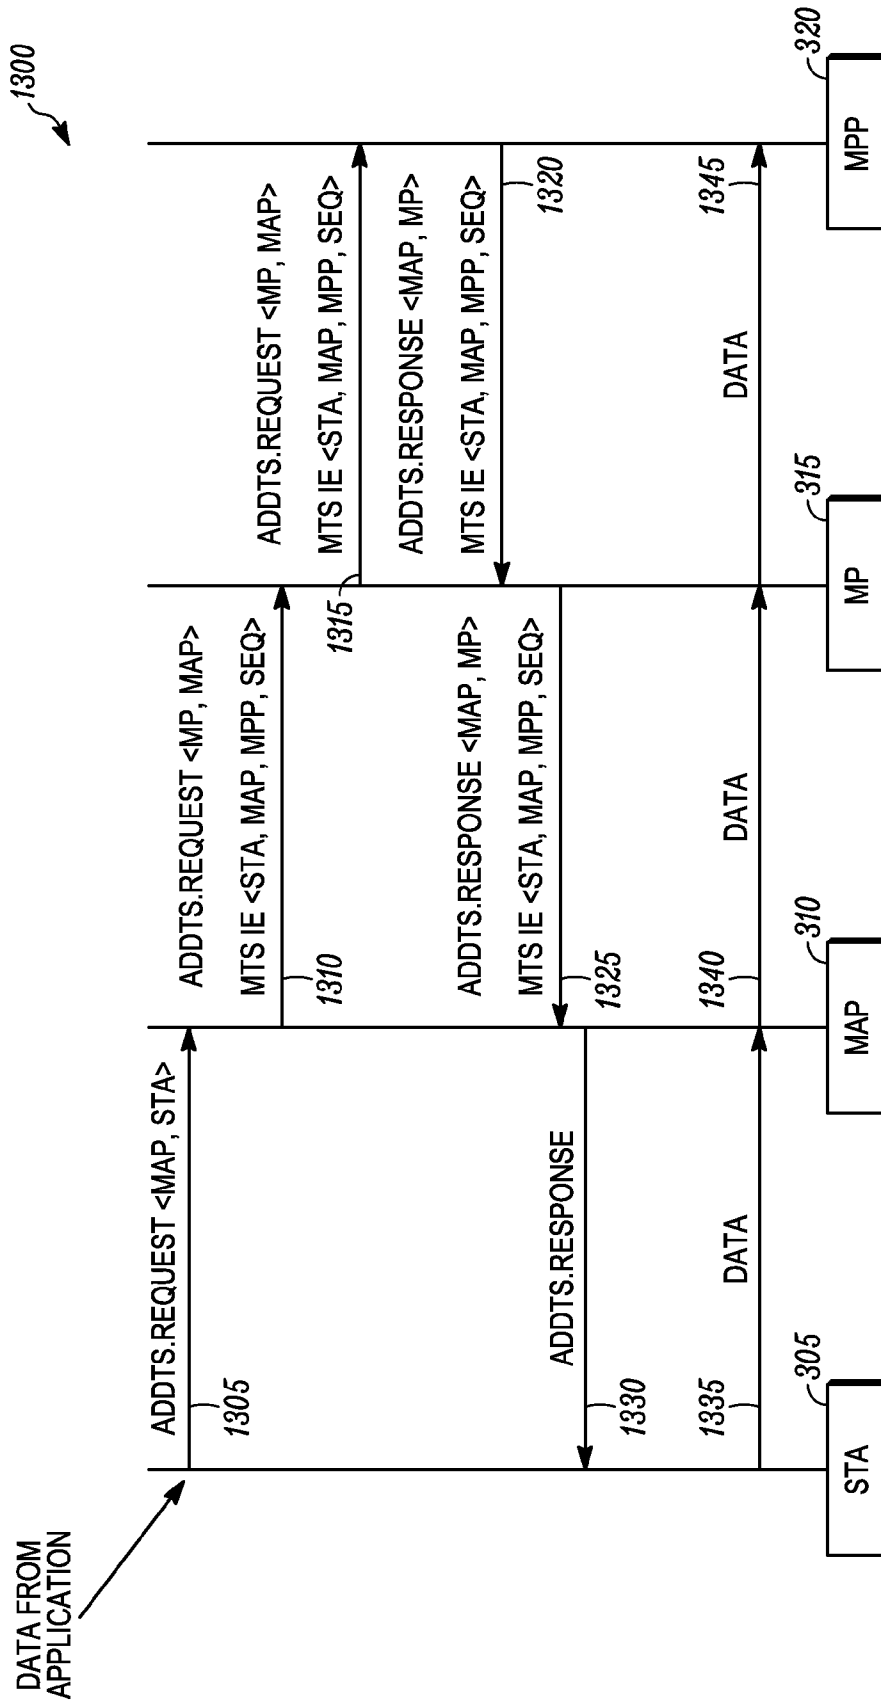 1300
DATA FROM
APPLICATION
ADDTS.REQUEST <MAP, STA>
1305
ADDTS.REQUEST <MP, MAP>
MTS IE <STA, MAP, MPP, SEQ>
1310
ADDTS.REQUEST <MP, MAP>
MTS IE <STA, MAP, MPP, SEQ>
1315
ADDTS.RESPONSE <MAP, MP>
MTS IE <STA, MAP, MPP, SEQ>
1320
ADDTS.RESPONSE <MAP, MP>
MTS IE <STA, MAP, MPP, SEQ>
1325
ADDTS.RESPONSE
1330
DATA
1335
DATA
1340
DATA
1345
STA
305
MAP
310
MP
315
MPP
320